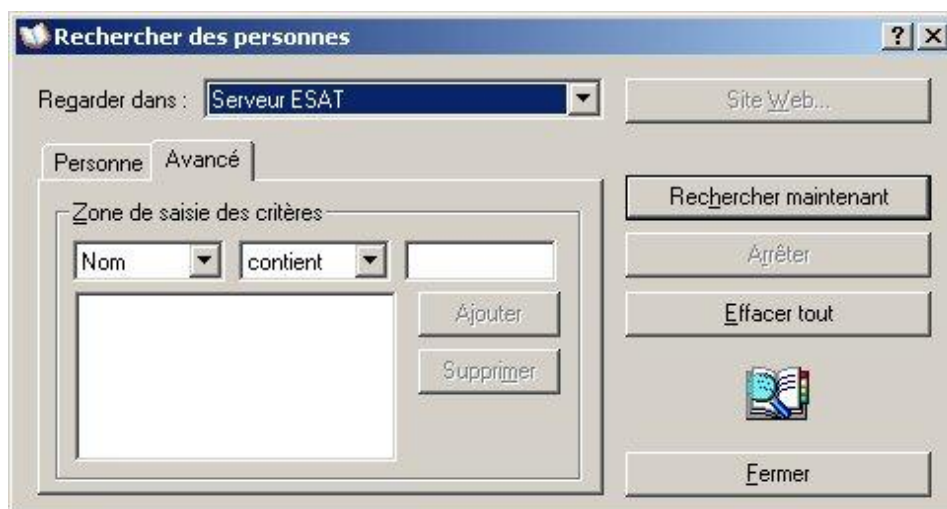 Rechercher des personnes
Regarder dans : Serveur ESAT
Site Web...
Personne Avancé
Rechercher maintenant
Zone de saisie des critères
Nom contient
Arrêter
Ajouter
Effacer tout
Supprimer
Fermer